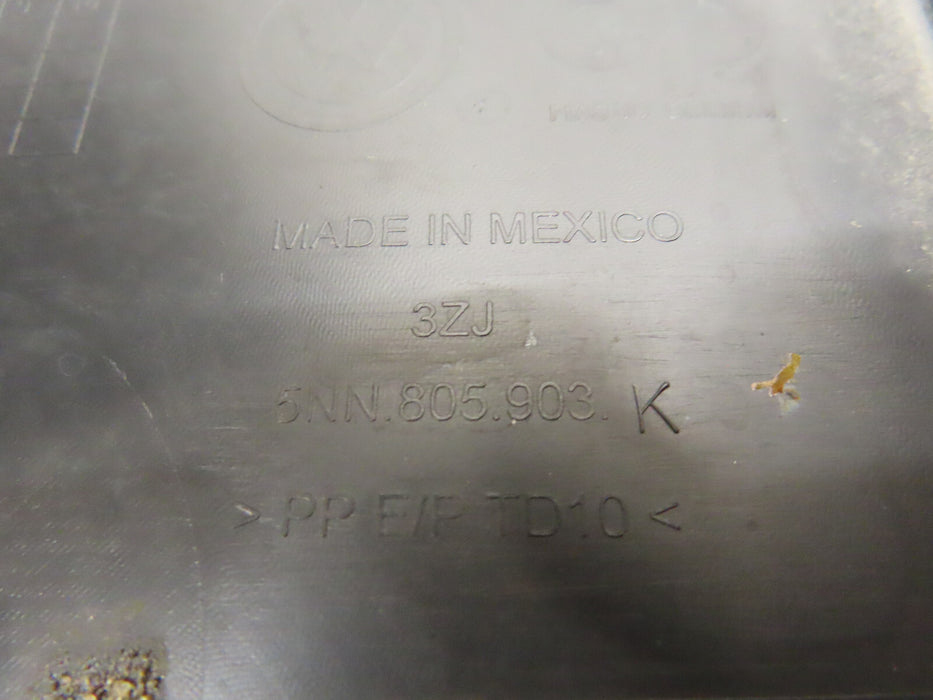 MADE IN MEXICO
3ZJ
5NN.805.903. K
> PP E/P TD10 <